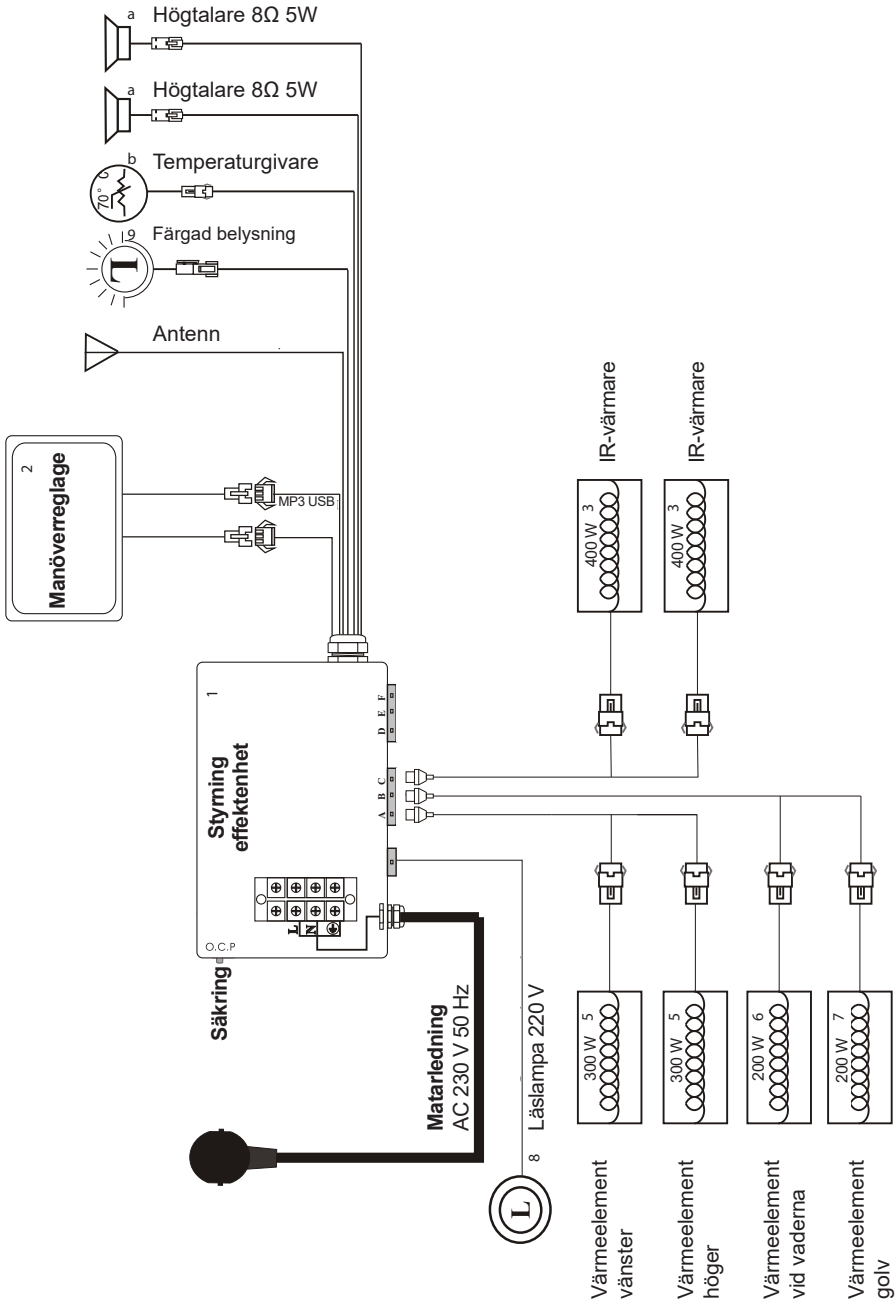 a Högtalare 8Ω 5W
a Högtalare 8Ω 5W
b Temperaturgivare
70° C
9 Färgad belysning
L
Antenn
2
Manöverreglage
MP3 USB
1
Styrning
effektenhet
O.C.P
L
N
Säkring
A B C
D E F
Matarledning
AC 230 V 50 Hz
8 Läslampa 220 V
L
400 W 3
IR-värmare
400 W 3
IR-värmare
300 W 5
Värmeelement
vänster
300 W 5
Värmeelement
höger
200 W 6
Värmeelement
vid vaderna
200 W 7
Värmeelement
golv